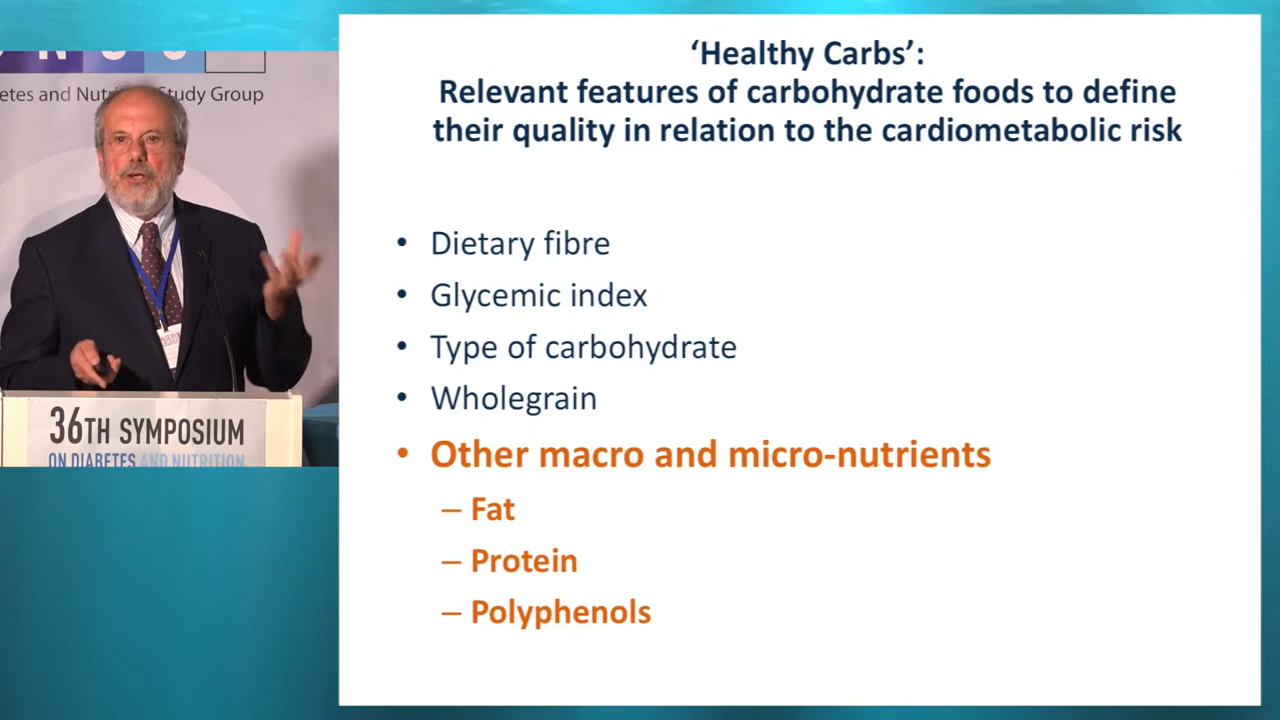 etes and Nutrition Study Group
36TH SYMPOSIUM
ON DIABETES AND NUTRITION
‘Healthy Carbs’:
Relevant features of carbohydrate foods to define
their quality in relation to the cardiometabolic risk
• Dietary fibre
• Glycemic index
• Type of carbohydrate
• Wholegrain
• Other macro and micro-nutrients
– Fat
– Protein
– Polyphenols